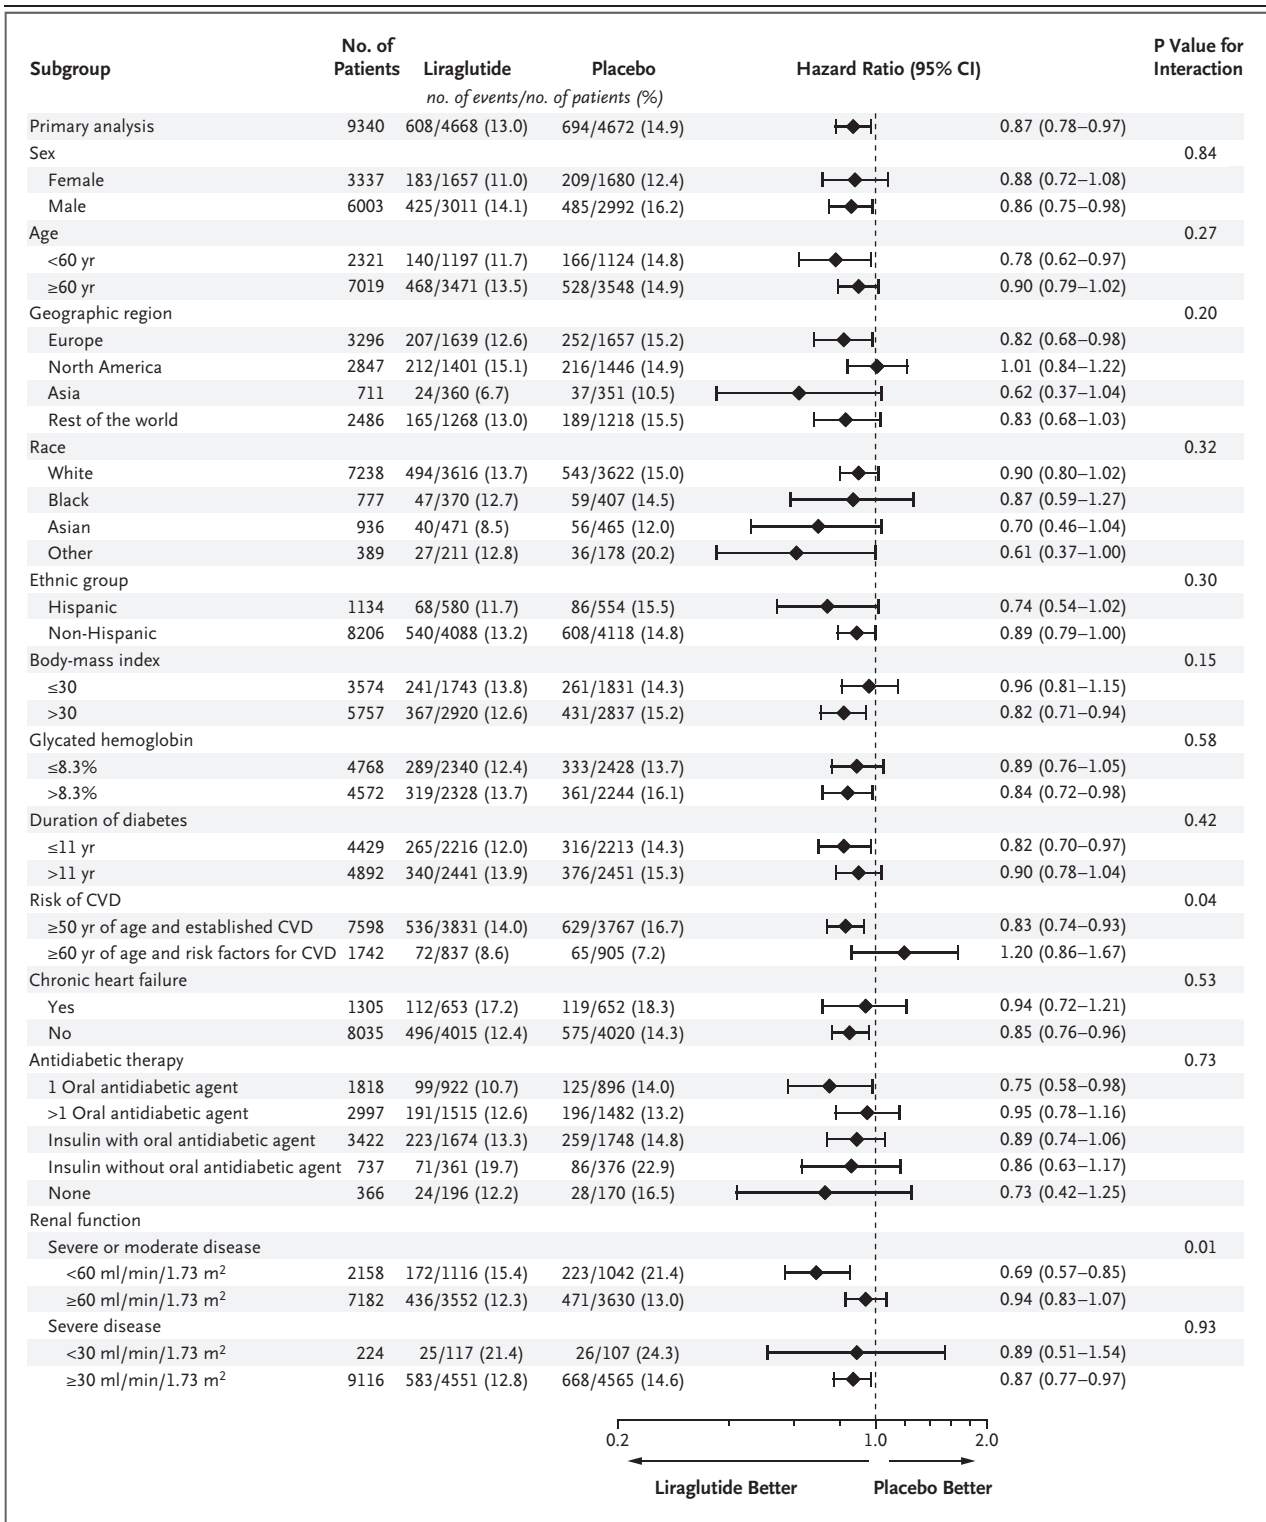 Subgroup No. of Patients Liraglutide Placebo Hazard Ratio (95% CI) P Value for Interaction
no. of events/no. of patients (%)
Primary analysis 9340 608/4668 (13.0) 694/4672 (14.9) 0.87 (0.78–0.97)
Sex 0.84
Female 3337 183/1657 (11.0) 209/1680 (12.4) 0.88 (0.72–1.08)
Male 6003 425/3011 (14.1) 485/2992 (16.2) 0.86 (0.75–0.98)
Age 0.27
<60 yr 2321 140/1197 (11.7) 166/1124 (14.8) 0.78 (0.62–0.97)
≥60 yr 7019 468/3471 (13.5) 528/3548 (14.9) 0.90 (0.79–1.02)
Geographic region 0.20
Europe 3296 207/1639 (12.6) 252/1657 (15.2) 0.82 (0.68–0.98)
North America 2847 212/1401 (15.1) 216/1446 (14.9) 1.01 (0.84–1.22)
Asia 711 24/360 (6.7) 37/351 (10.5) 0.62 (0.37–1.04)
Rest of the world 2486 165/1268 (13.0) 189/1218 (15.5) 0.83 (0.68–1.03)
Race 0.32
White 7238 494/3616 (13.7) 543/3622 (15.0) 0.90 (0.80–1.02)
Black 777 47/370 (12.7) 59/407 (14.5) 0.87 (0.59–1.27)
Asian 936 40/471 (8.5) 56/465 (12.0) 0.70 (0.46–1.04)
Other 389 27/211 (12.8) 36/178 (20.2) 0.61 (0.37–1.00)
Ethnic group 0.30
Hispanic 1134 68/580 (11.7) 86/554 (15.5) 0.74 (0.54–1.02)
Non-Hispanic 8206 540/4088 (13.2) 608/4118 (14.8) 0.89 (0.79–1.00)
Body-mass index 0.15
≤30 3574 241/1743 (13.8) 261/1831 (14.3) 0.96 (0.81–1.15)
>30 5757 367/2920 (12.6) 431/2837 (15.2) 0.82 (0.71–0.94)
Glycated hemoglobin 0.58
≤8.3% 4768 289/2340 (12.4) 333/2428 (13.7) 0.89 (0.76–1.05)
>8.3% 4572 319/2328 (13.7) 361/2244 (16.1) 0.84 (0.72–0.98)
Duration of diabetes 0.42
≤11 yr 4429 265/2216 (12.0) 316/2213 (14.3) 0.82 (0.70–0.97)
>11 yr 4892 340/2441 (13.9) 376/2451 (15.3) 0.90 (0.78–1.04)
Risk of CVD 0.04
≥50 yr of age and established CVD 7598 536/3831 (14.0) 629/3767 (16.7) 0.83 (0.74–0.93)
≥60 yr of age and risk factors for CVD 1742 72/837 (8.6) 65/905 (7.2) 1.20 (0.86–1.67)
Chronic heart failure 0.53
Yes 1305 112/653 (17.2) 119/652 (18.3) 0.94 (0.72–1.21)
No 8035 496/4015 (12.4) 575/4020 (14.3) 0.85 (0.76–0.96)
Antidiabetic therapy 0.73
1 Oral antidiabetic agent 1818 99/922 (10.7) 125/896 (14.0) 0.75 (0.58–0.98)
>1 Oral antidiabetic agent 2997 191/1515 (12.6) 196/1482 (13.2) 0.95 (0.78–1.16)
Insulin with oral antidiabetic agent 3422 223/1674 (13.3) 259/1748 (14.8) 0.89 (0.74–1.06)
Insulin without oral antidiabetic agent 737 71/361 (19.7) 86/376 (22.9) 0.86 (0.63–1.17)
None 366 24/196 (12.2) 28/170 (16.5) 0.73 (0.42–1.25)
Renal function
Severe or moderate disease 0.01
<60 ml/min/1.73 m² 2158 172/1116 (15.4) 223/1042 (21.4) 0.69 (0.57–0.85)
≥60 ml/min/1.73 m² 7182 436/3552 (12.3) 471/3630 (13.0) 0.94 (0.83–1.07)
Severe disease 0.93
<30 ml/min/1.73 m² 224 25/117 (21.4) 26/107 (24.3) 0.89 (0.51–1.54)
≥30 ml/min/1.73 m² 9116 583/4551 (12.8) 668/4565 (14.6) 0.87 (0.77–0.97)
0.2 1.0 2.0
Liraglutide Better Placebo Better